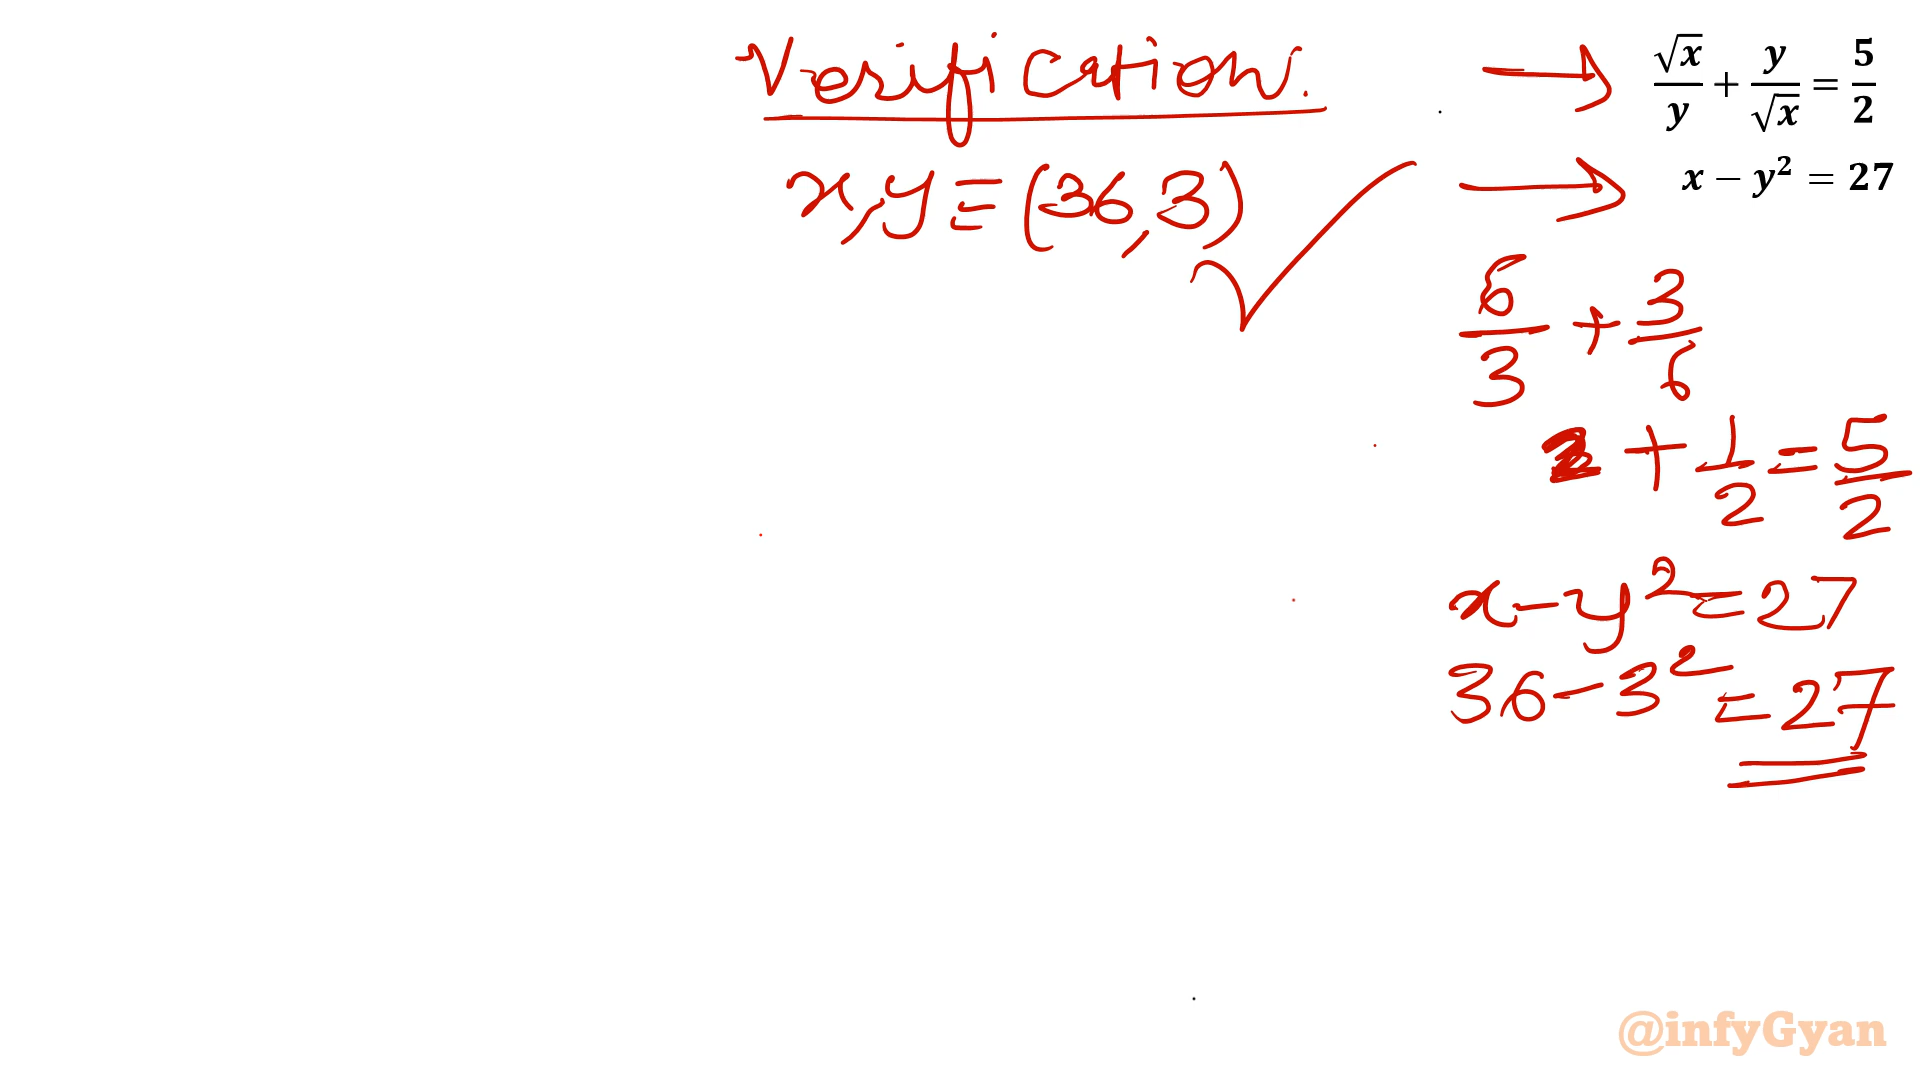 Verification.
√x/y + y/√x = 5/2
x − y² = 27
x, y = (36, 3)
6/3 + 3/6
2 + 1/2 = 5/2
x − y² = 27
36 − 3² = 27
@infyGyan